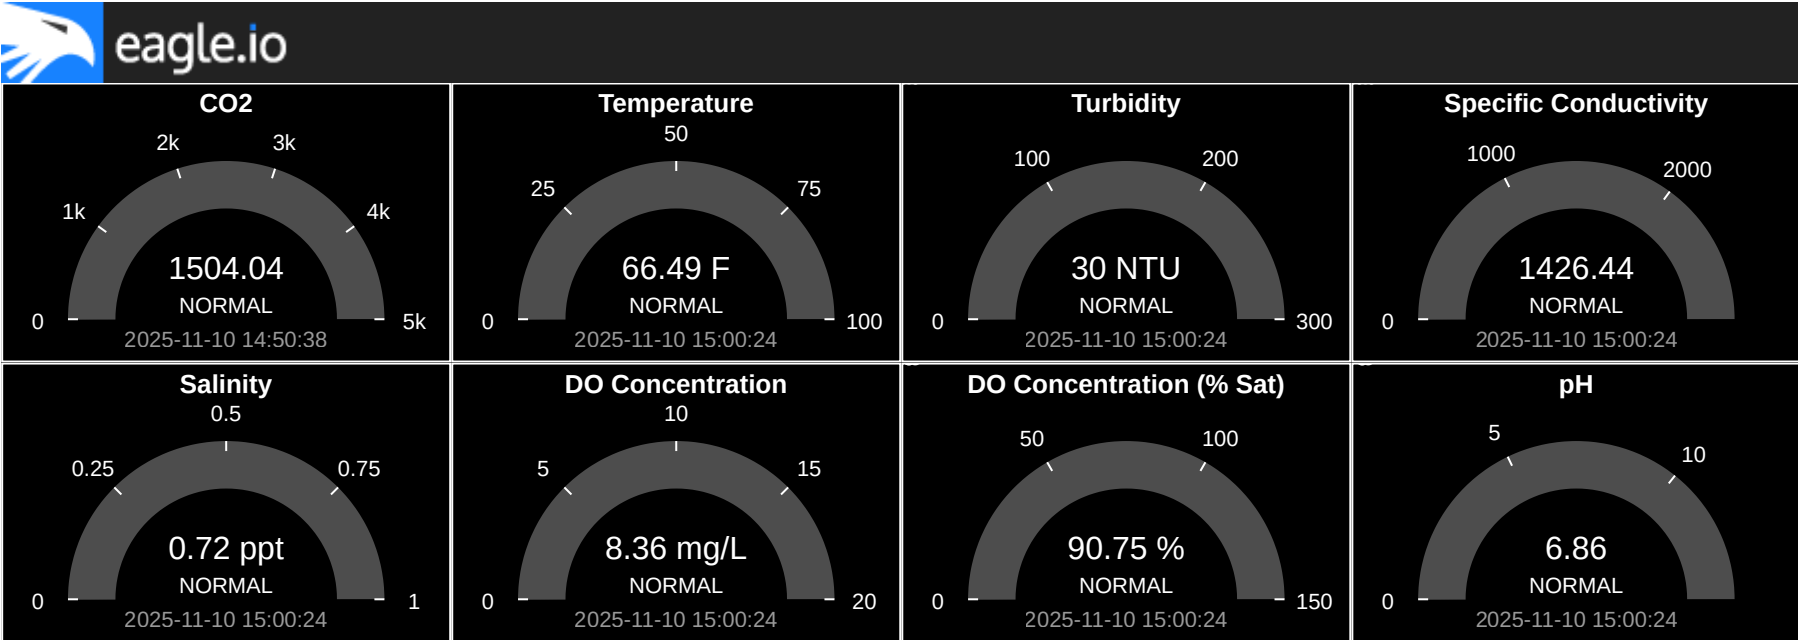 eagle.io
CO2
2k
3k
1k
4k
1504.04
NORMAL
0
5k
2025-11-10 14:50:38
Temperature
50
25
75
66.49 F
NORMAL
0
100
2025-11-10 15:00:24
Turbidity
100
200
30 NTU
NORMAL
0
300
2025-11-10 15:00:24
Specific Conductivity
1000
2000
1426.44
NORMAL
0
2025-11-10 15:00:24
Salinity
0.5
0.25
0.75
0.72 ppt
NORMAL
0
1
2025-11-10 15:00:24
DO Concentration
10
5
15
8.36 mg/L
NORMAL
0
20
2025-11-10 15:00:24
DO Concentration (% Sat)
50
100
90.75 %
NORMAL
0
150
2025-11-10 15:00:24
pH
5
10
6.86
NORMAL
0
2025-11-10 15:00:24